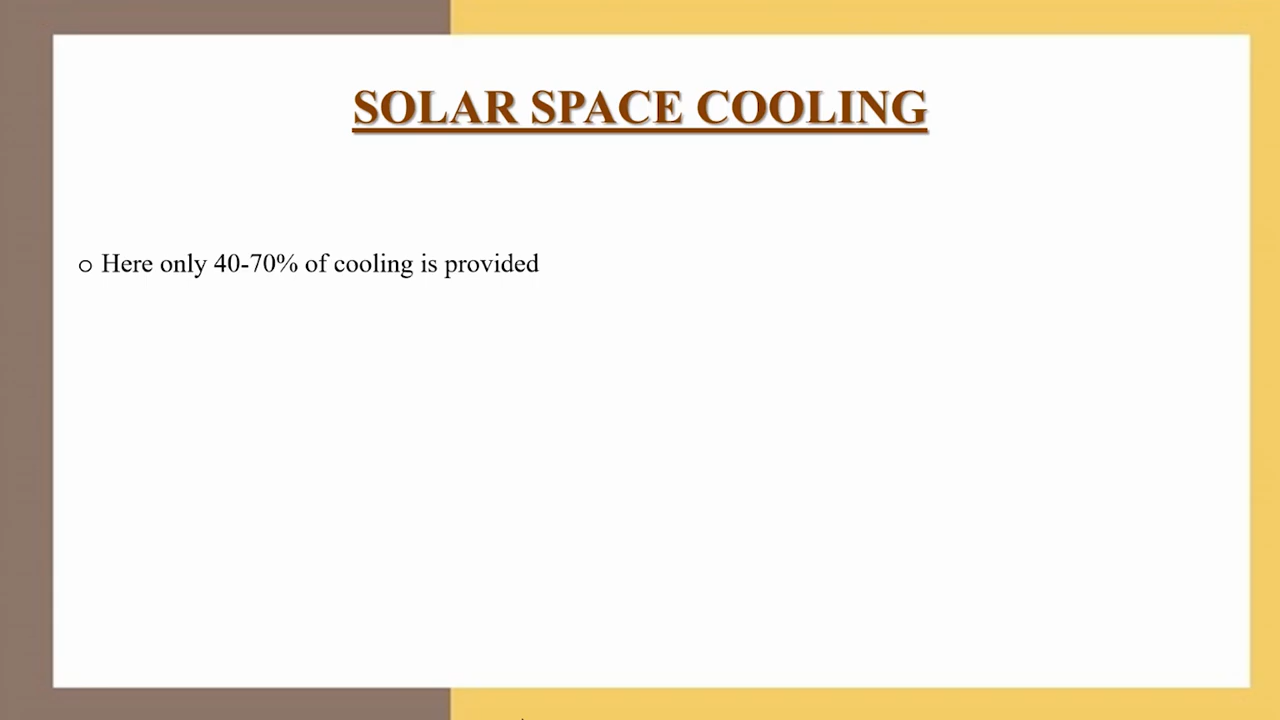 SOLAR SPACE COOLING
o Here only 40-70% of cooling is provided